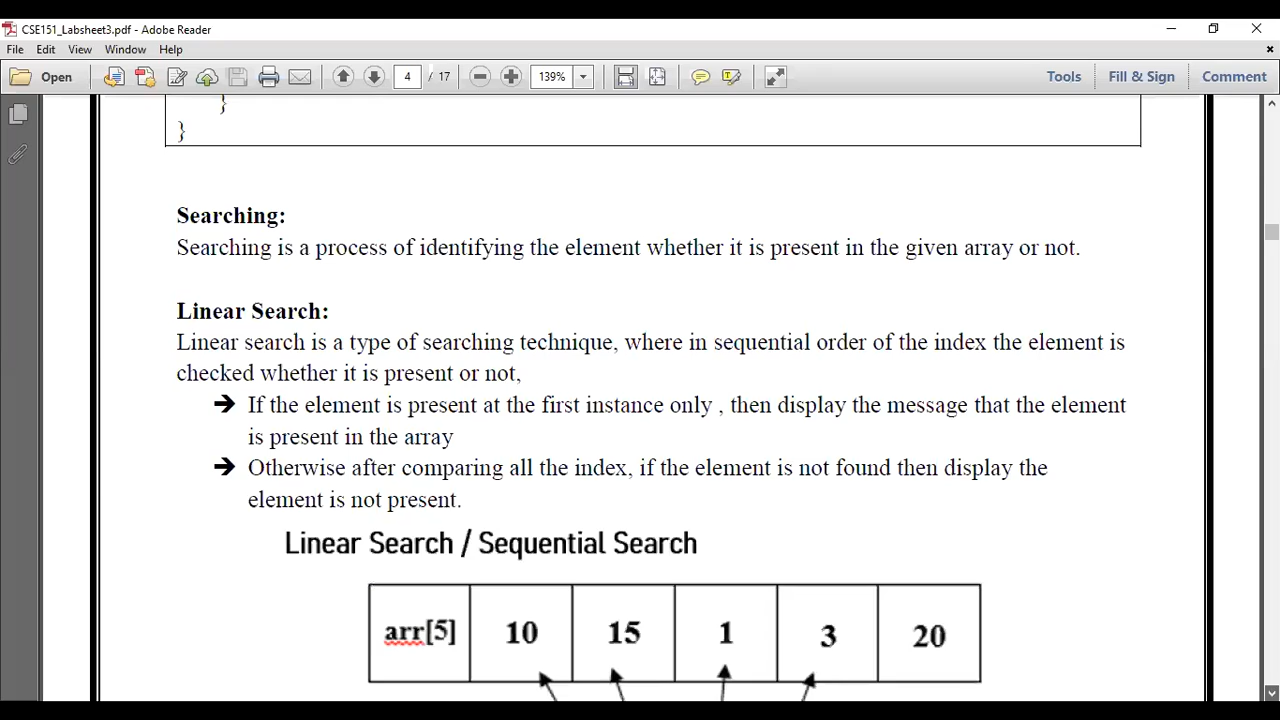 CSE151_Labsheet3.pdf - Adobe Reader
File Edit View Window Help
Open 4 / 17 139% Tools Fill & Sign Comment
}
}
Searching:
Searching is a process of identifying the element whether it is present in the given array or not.
Linear Search:
Linear search is a type of searching technique, where in sequential order of the index the element is
checked whether it is present or not,
➔ If the element is present at the first instance only , then display the message that the element
is present in the array
➔ Otherwise after comparing all the index, if the element is not found then display the
element is not present.
Linear Search / Sequential Search
arr[5] 10 15 1 3 20